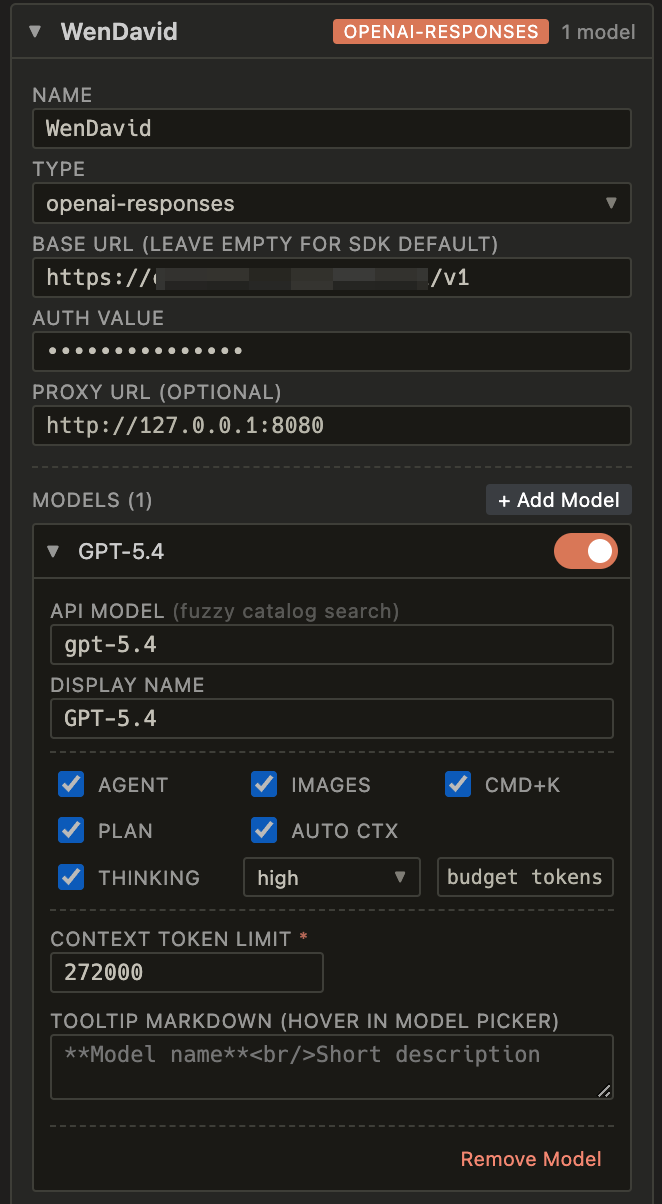 WenDavid OPENAI-RESPONSES 1 model
NAME
WenDavid
TYPE
openai-responses
BASE URL (LEAVE EMPTY FOR SDK DEFAULT)
https:// /v1
AUTH VALUE
•••••••••••••••
PROXY URL (OPTIONAL)
http://127.0.0.1:8080
MODELS (1) + Add Model
GPT-5.4
API MODEL (fuzzy catalog search)
gpt-5.4
DISPLAY NAME
GPT-5.4
AGENT IMAGES CMD+K
PLAN AUTO CTX
THINKING high budget tokens
CONTEXT TOKEN LIMIT *
272000
TOOLTIP MARKDOWN (HOVER IN MODEL PICKER)
**Model name**<br/>Short description
Remove Model